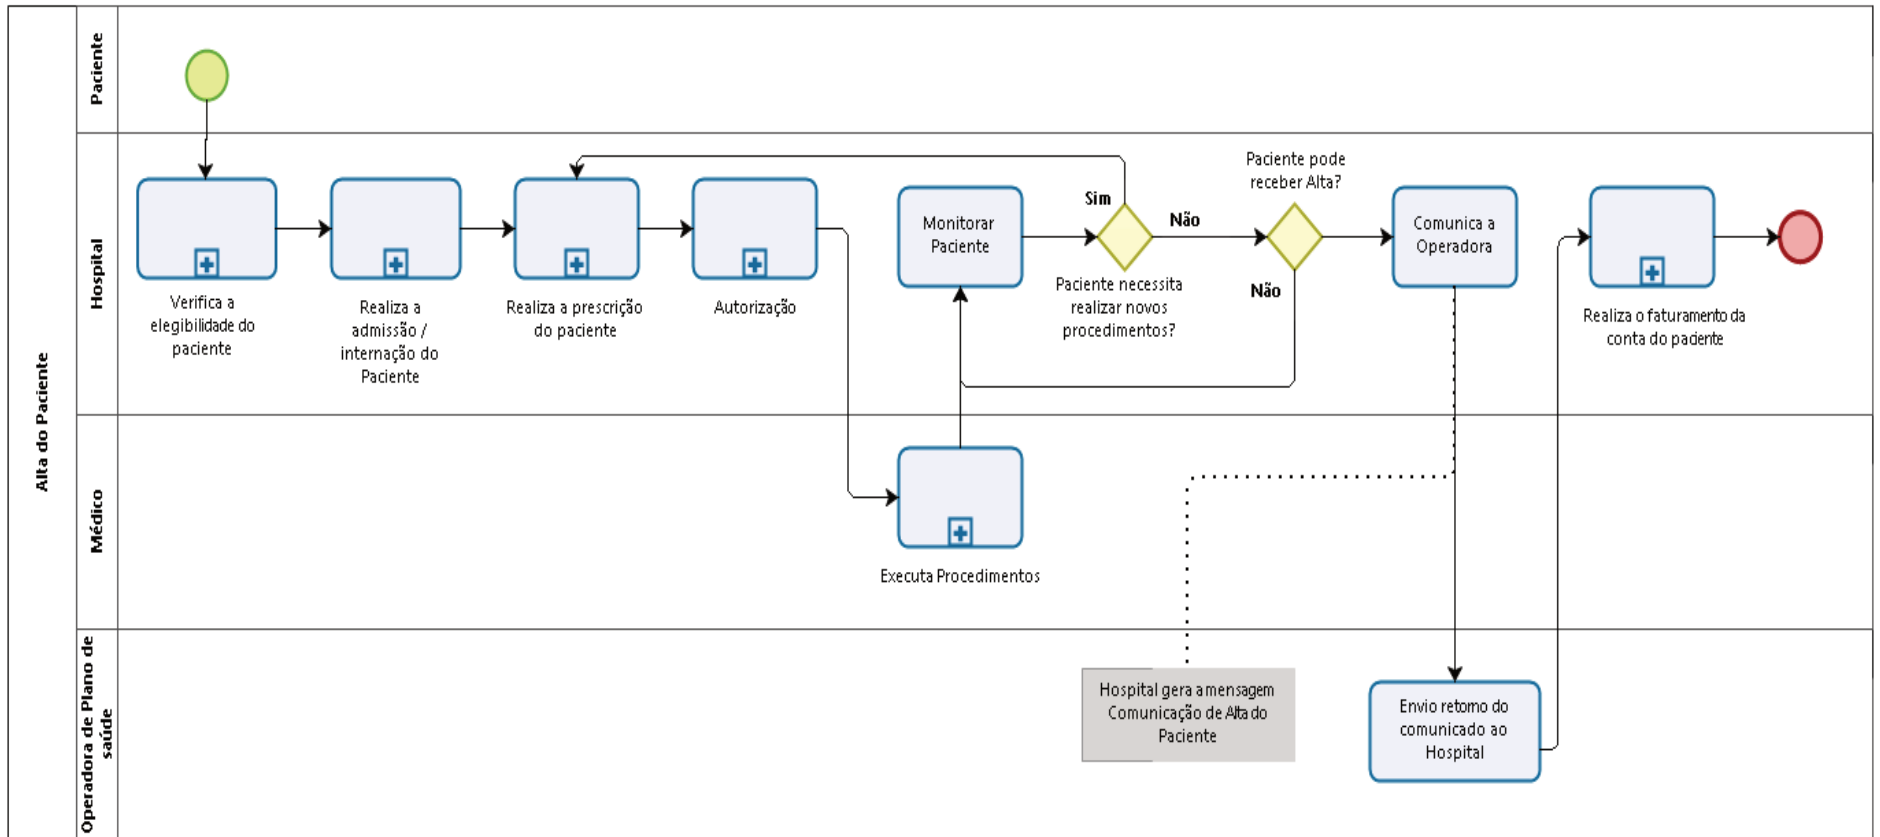 Alta do Paciente
Paciente
Hospital
Verifica a
elegibilidade do
paciente
Realiza a
admissão /
internação do
Paciente
Realiza a prescrição
do paciente
Autorização
Monitorar
Paciente
Sim
Paciente necessita
realizar novos
procedimentos?
Não
Paciente pode
receber Alta?
Não
Comunica a
Operadora
Realiza o faturamento da
conta do paciente
Médico
Executa Procedimentos
Operadora de Plano de
saúde
Hospital gera a mensagem
Comunicação de Alta do
Paciente
Envio retorno do
comunicado ao
Hospital